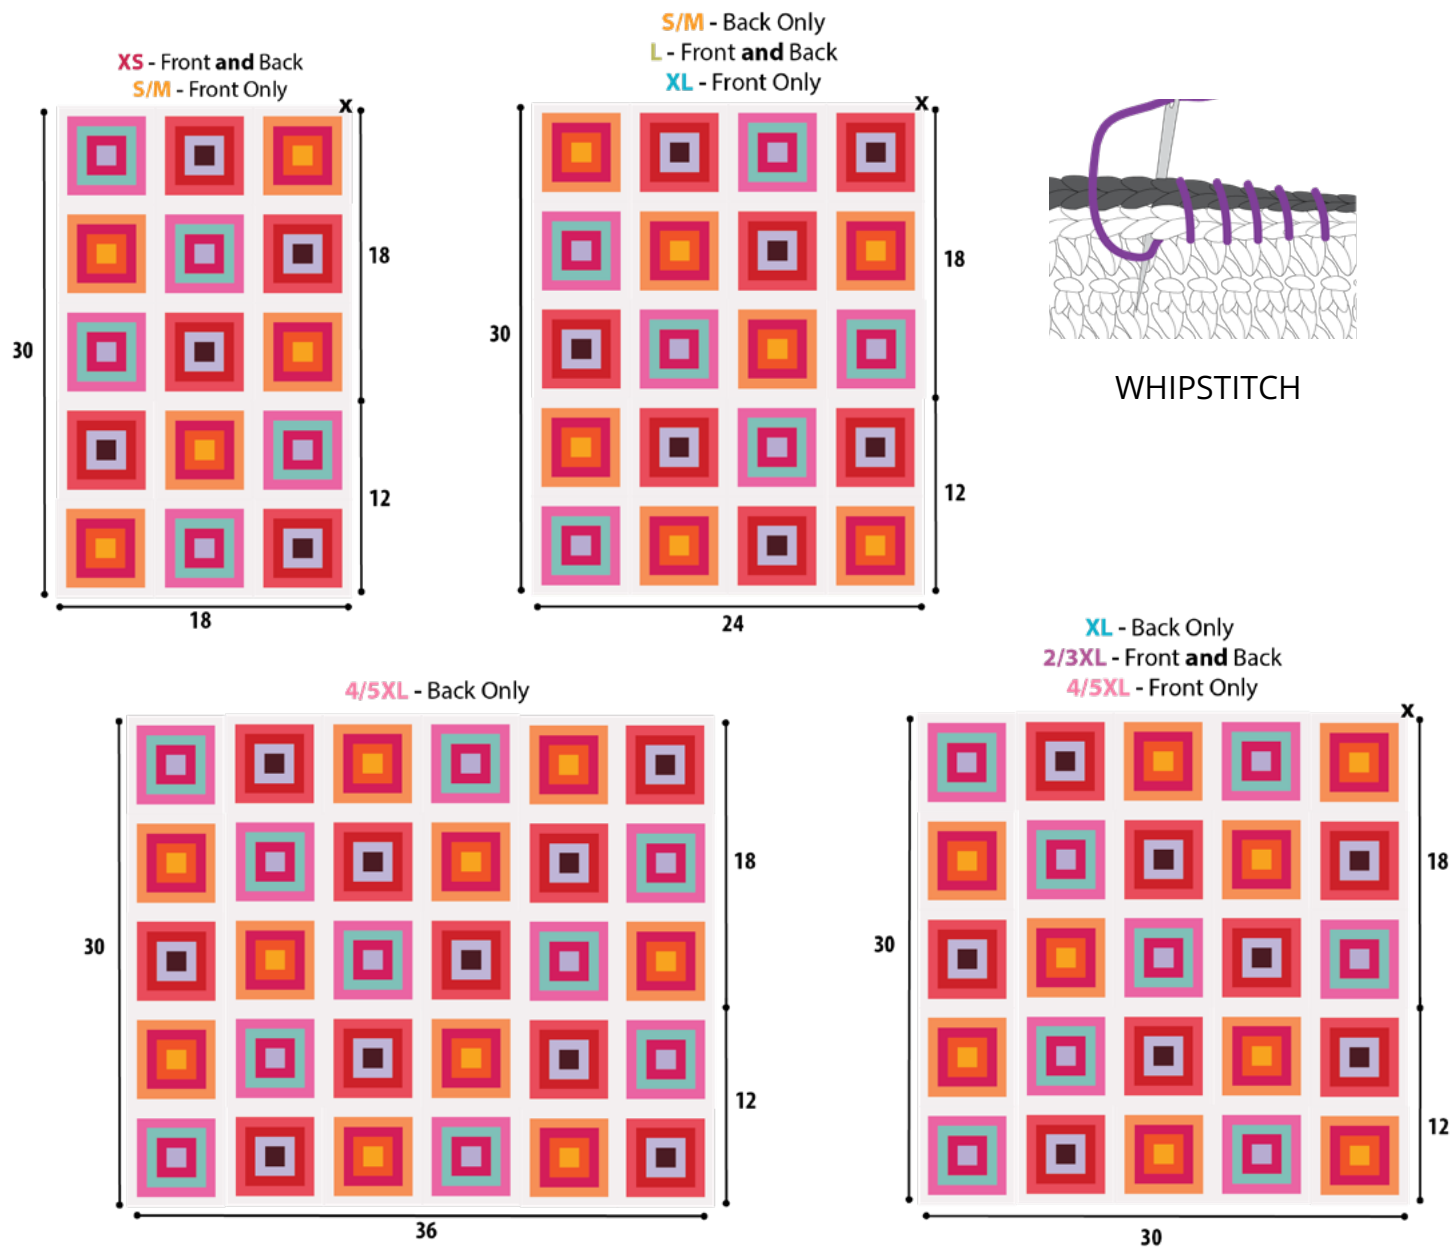 XS - Front and Back
S/M - Front Only
x
30
18
12
18
S/M - Back Only
L - Front and Back
XL - Front Only
x
30
18
12
24
WHIPSTITCH
4/5XL - Back Only
30
18
12
36
XL - Back Only
2/3XL - Front and Back
4/5XL - Front Only
x
30
18
12
30